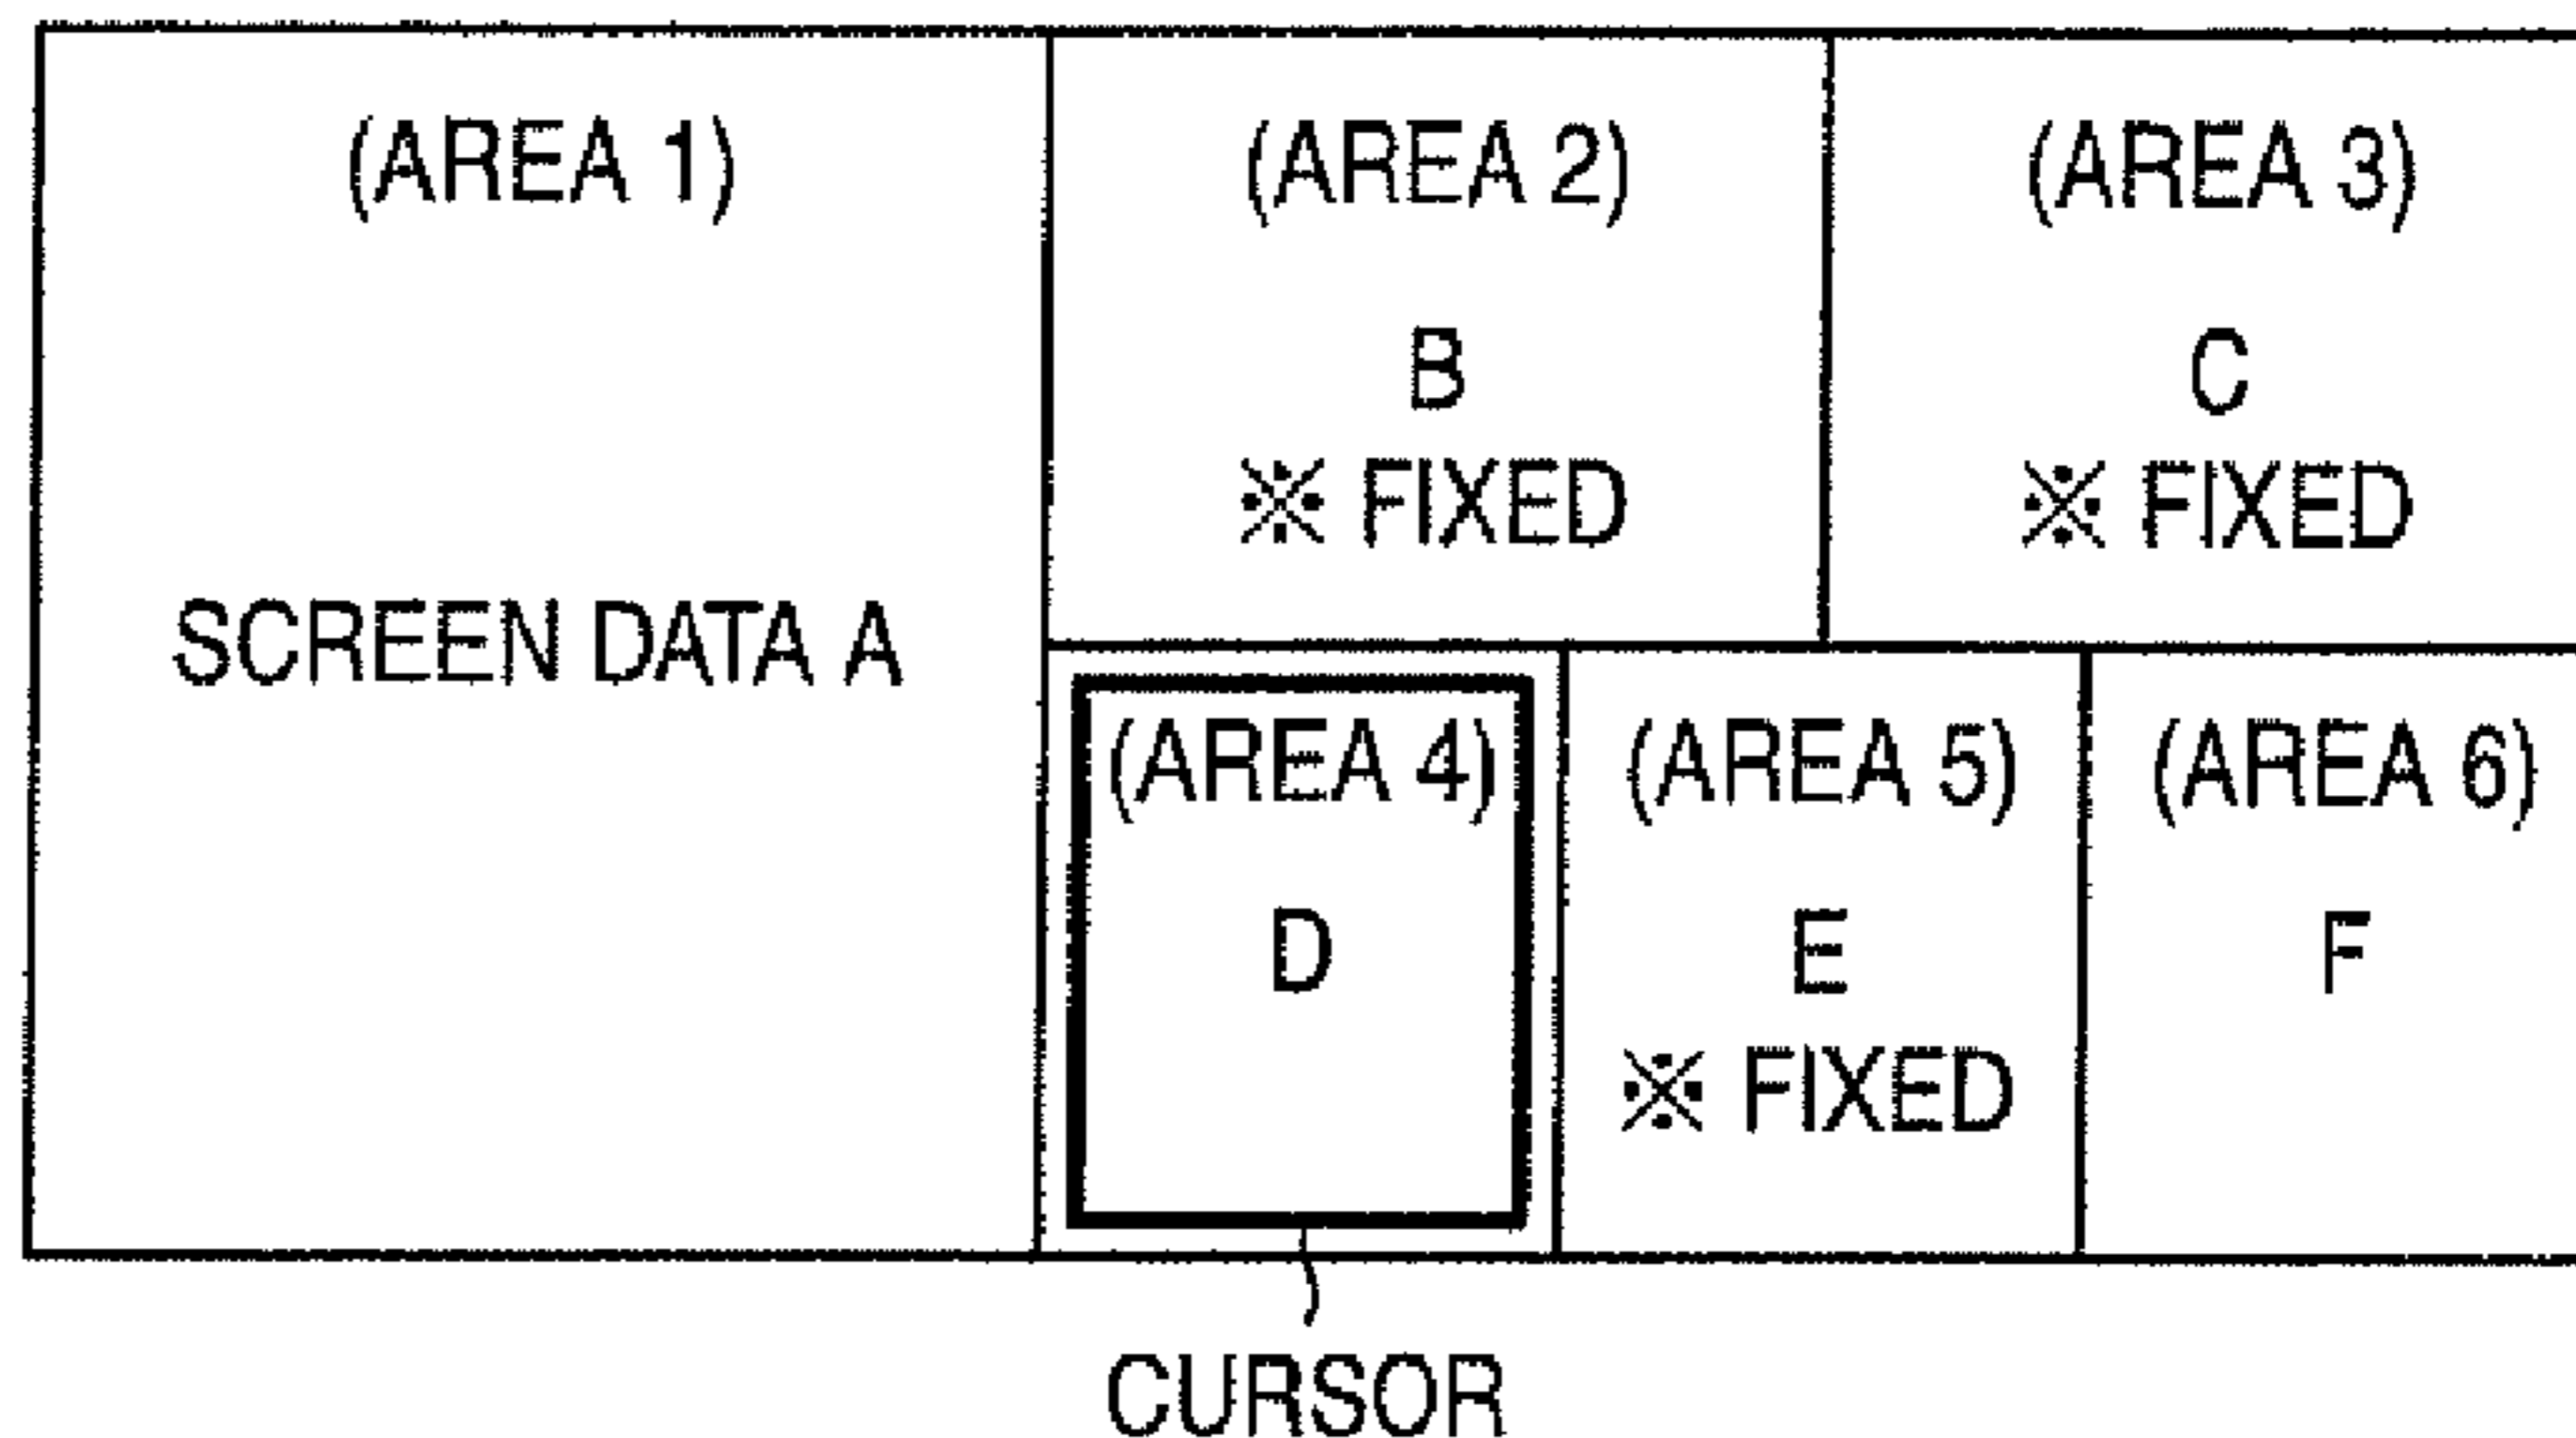 (AREA 1)
SCREEN DATA A
(AREA 2)
B
※ FIXED
(AREA 3)
C
※ FIXED
(AREA 4)
D
(AREA 5)
E
※ FIXED
(AREA 6)
F
CURSOR